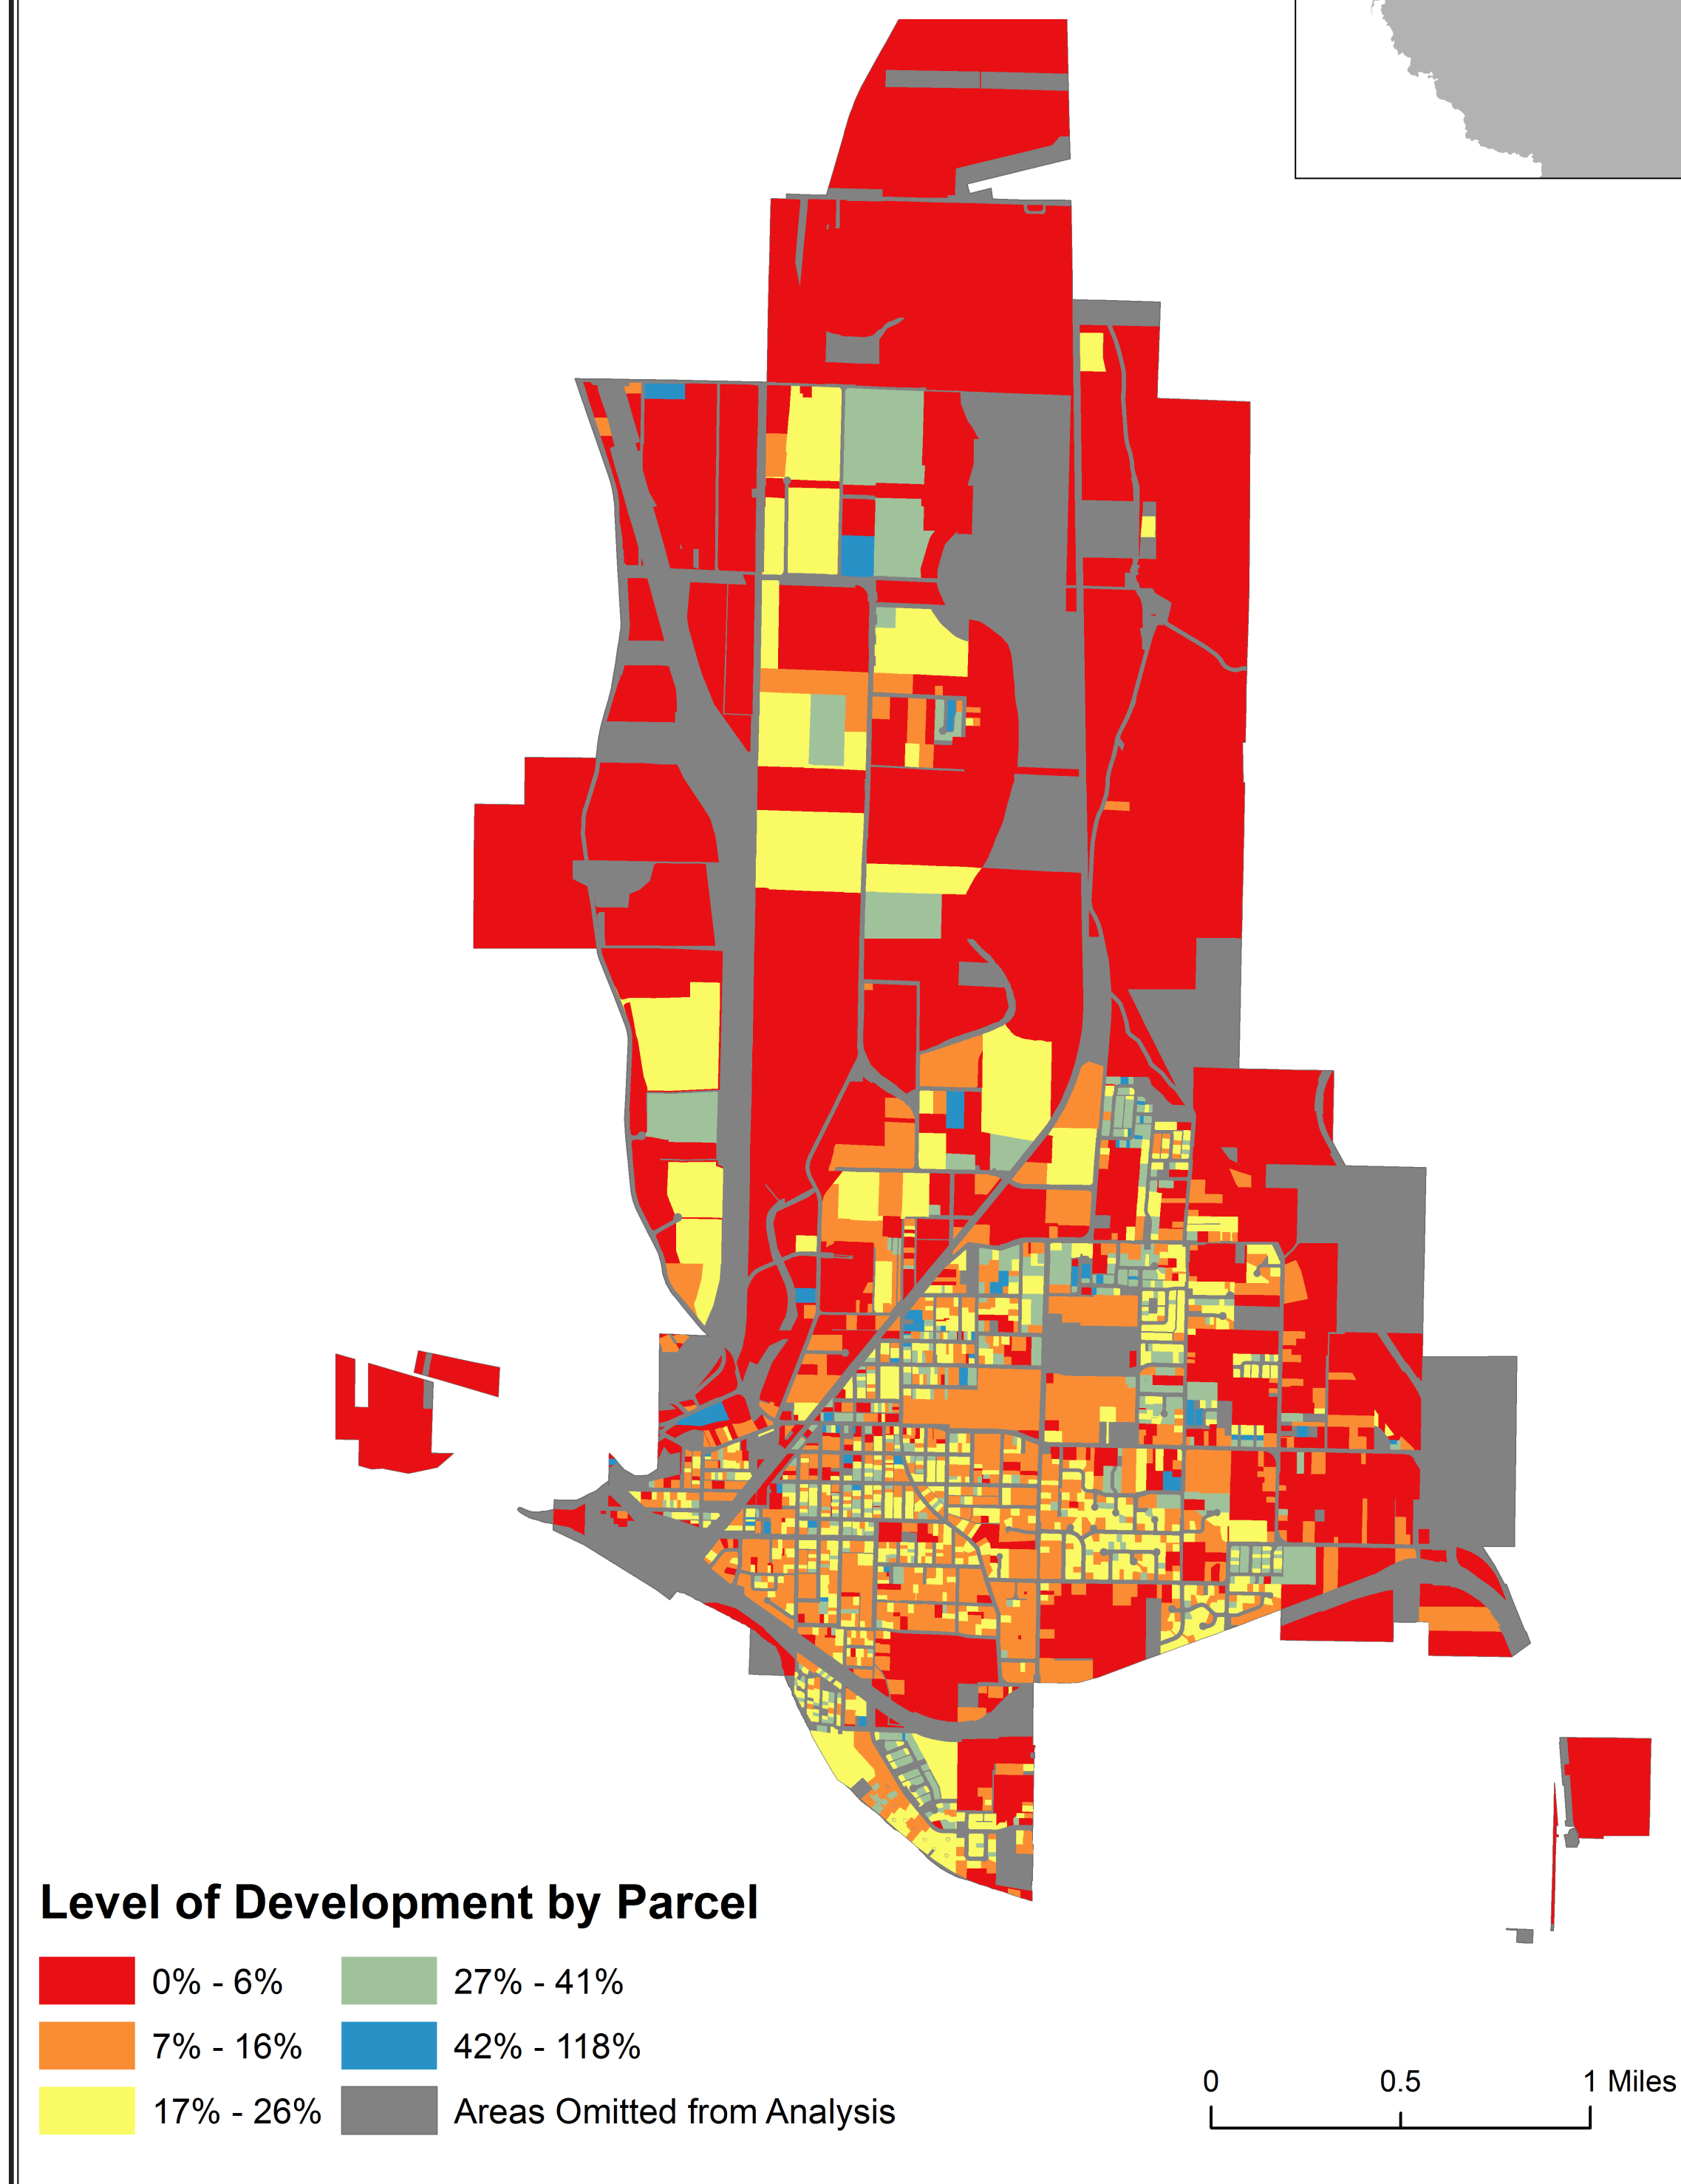 Level of Development by Parcel
0% - 6%
27% - 41%
7% - 16%
42% - 118%
17% - 26%
Areas Omitted from Analysis
0 0.5 1 Miles